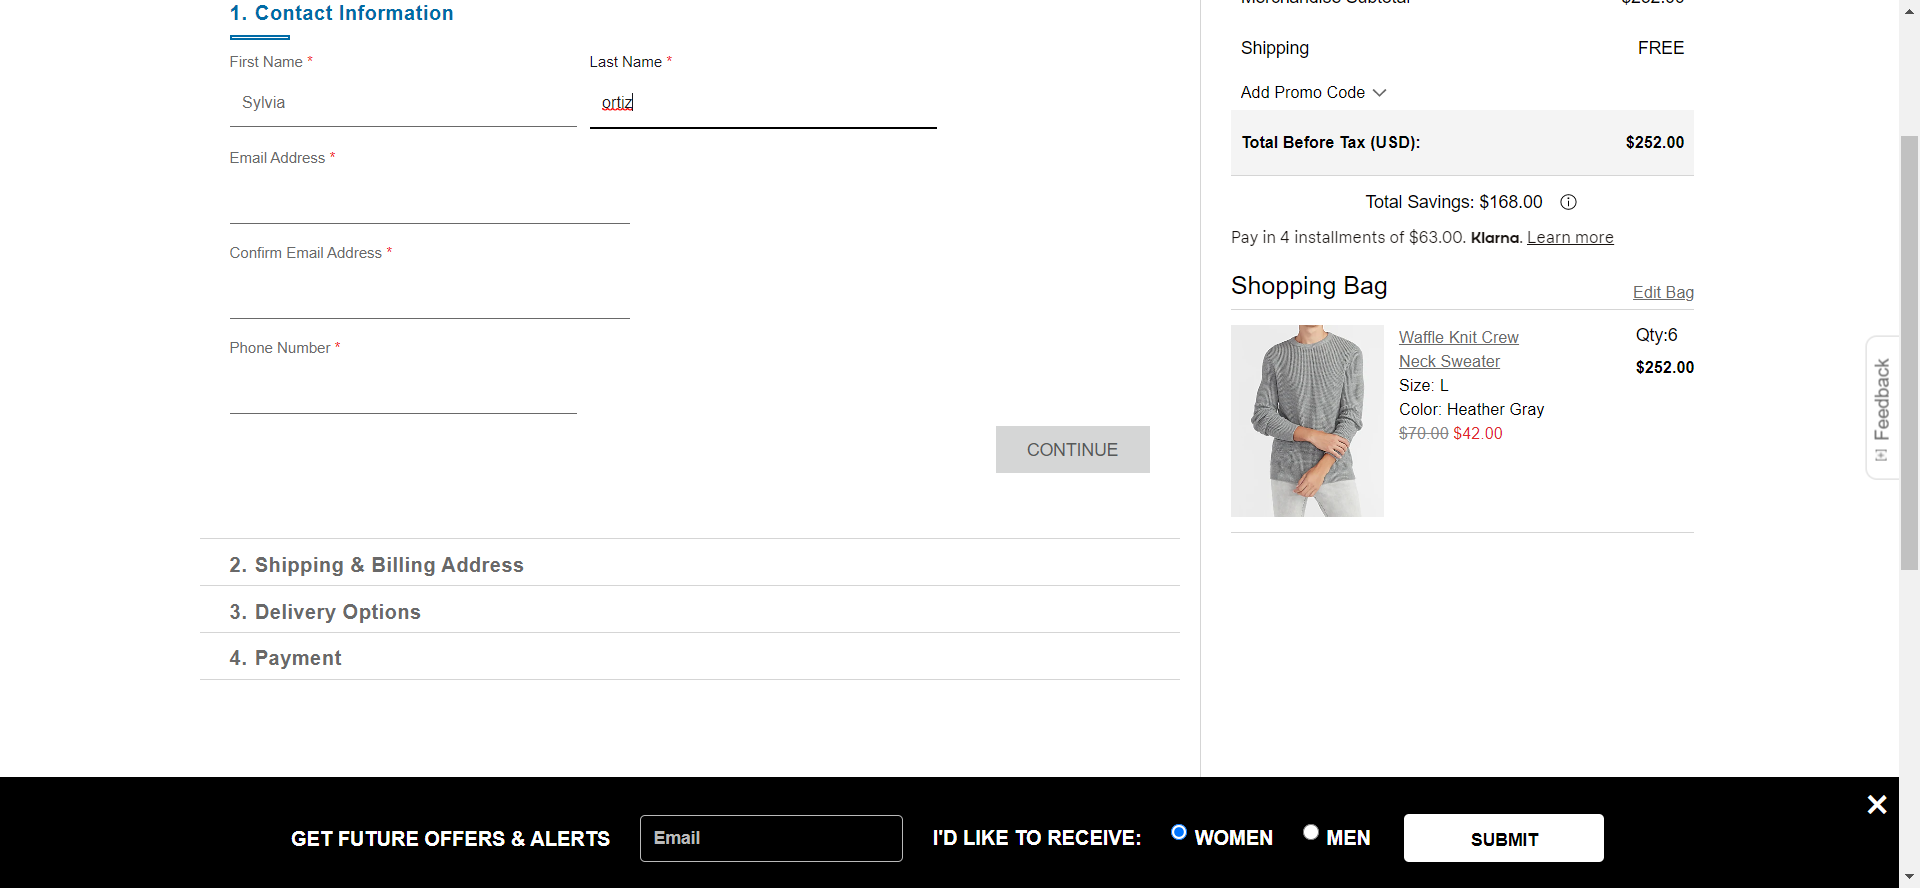 1. Contact Information
First Name *
Last Name *
Sylvia
ortiz
Email Address *
Confirm Email Address *
Phone Number *
CONTINUE
2. Shipping & Billing Address
3. Delivery Options
4. Payment
Merchandise Subtotal $252.00
Shipping FREE
Add Promo Code
Total Before Tax (USD): $252.00
Total Savings: $168.00
Pay in 4 installments of $63.00. Klarna. Learn more
Shopping Bag
Edit Bag
Waffle Knit Crew
Neck Sweater
Size: L
Color: Heather Gray
$70.00 $42.00
Qty:6
$252.00
[+] Feedback
GET FUTURE OFFERS & ALERTS
Email
I'D LIKE TO RECEIVE:
WOMEN
MEN
SUBMIT